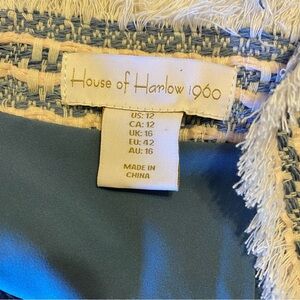 House of Harlow 1960
US: 12
CA: 12
UK: 16
EU: 42
AU: 16
MADE IN
CHINA